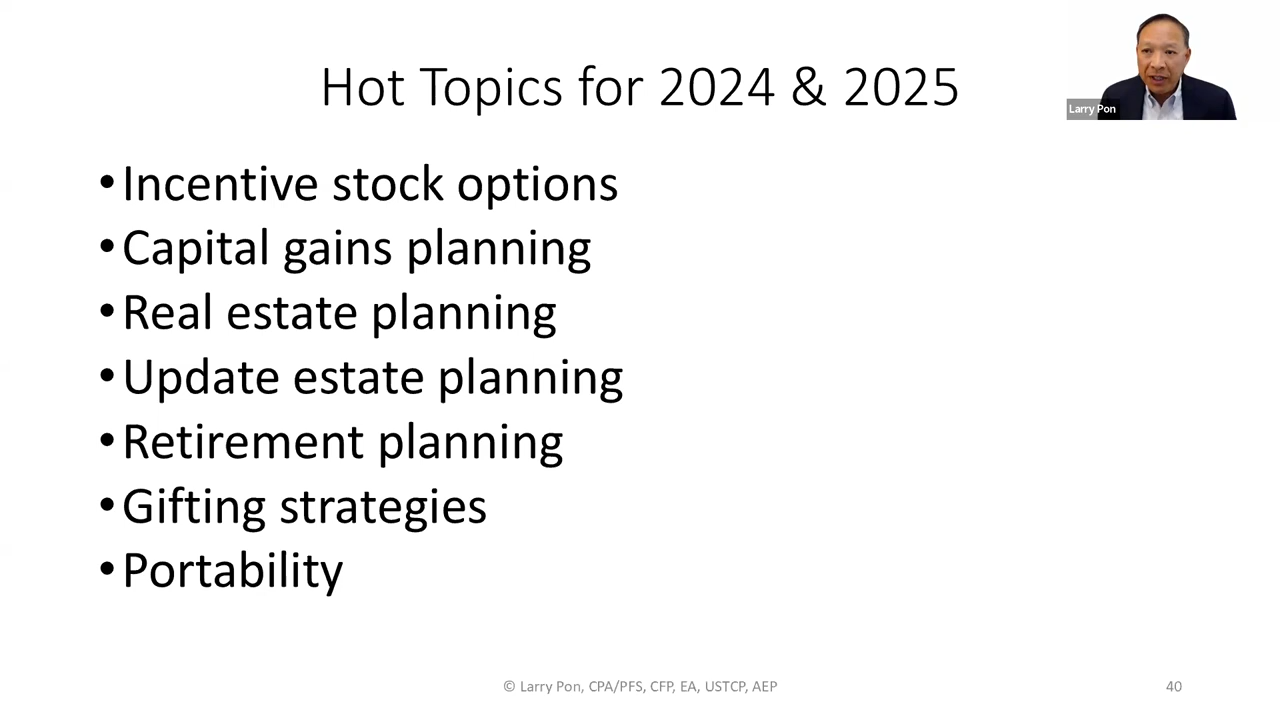 Hot Topics for 2024 & 2025
Larry Pon
•Incentive stock options
•Capital gains planning
•Real estate planning
•Update estate planning
•Retirement planning
•Gifting strategies
•Portability
© Larry Pon, CPA/PFS, CFP, EA, USTCP, AEP
40